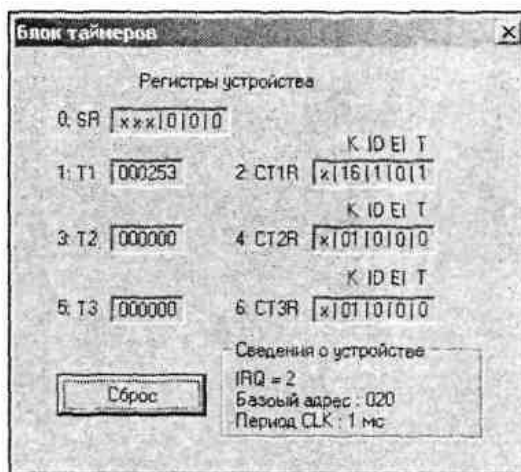 Блок таймеров
Регистры устройства
0: SR x x x|0|0|0
K ID EI T
1: T1 000253 2: CT1R x|16|1|0|1
K ID EI T
3: T2 000000 4: CT2R x|01|0|0|0
K ID EI T
5: T3 000000 6: CT3R x|01|0|0|0
Сведения о устройстве
IRQ = 2
Базоый адрес : 020
Период CLK : 1 мс
Сброс